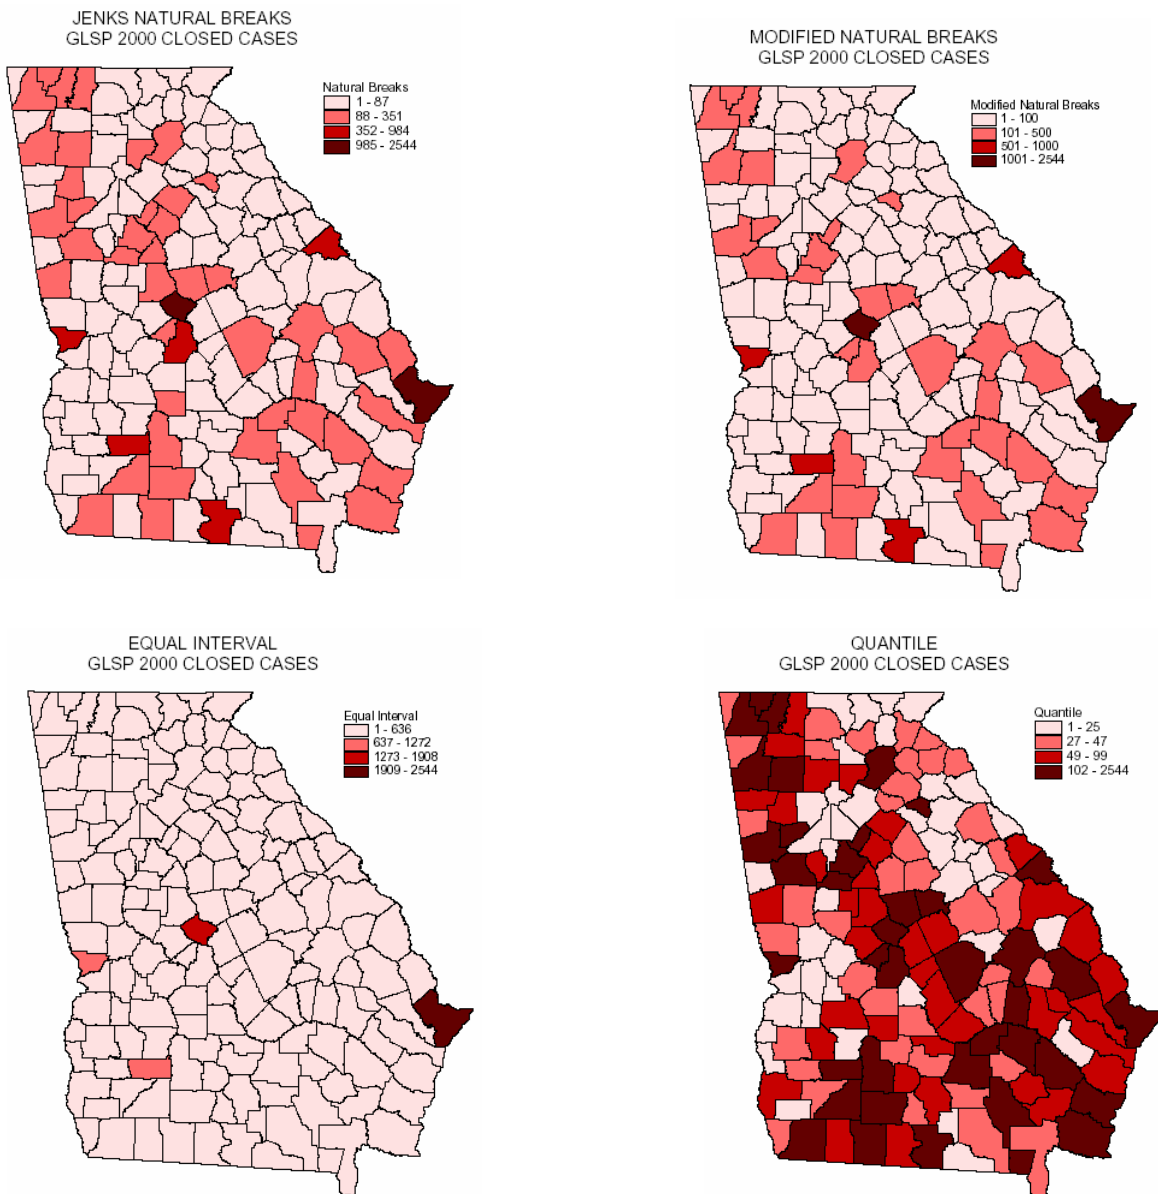 JENKS NATURAL BREAKS
GLSP 2000 CLOSED CASES
Natural Breaks
1 - 87
88 - 351
352 - 984
985 - 2544
MODIFIED NATURAL BREAKS
GLSP 2000 CLOSED CASES
Modified Natural Breaks
1 - 100
101 - 500
501 - 1000
1001 - 2544
EQUAL INTERVAL
GLSP 2000 CLOSED CASES
Equal Interval
1 - 636
637 - 1272
1273 - 1908
1909 - 2544
QUANTILE
GLSP 2000 CLOSED CASES
Quantile
1 - 25
27 - 47
49 - 99
102 - 2544